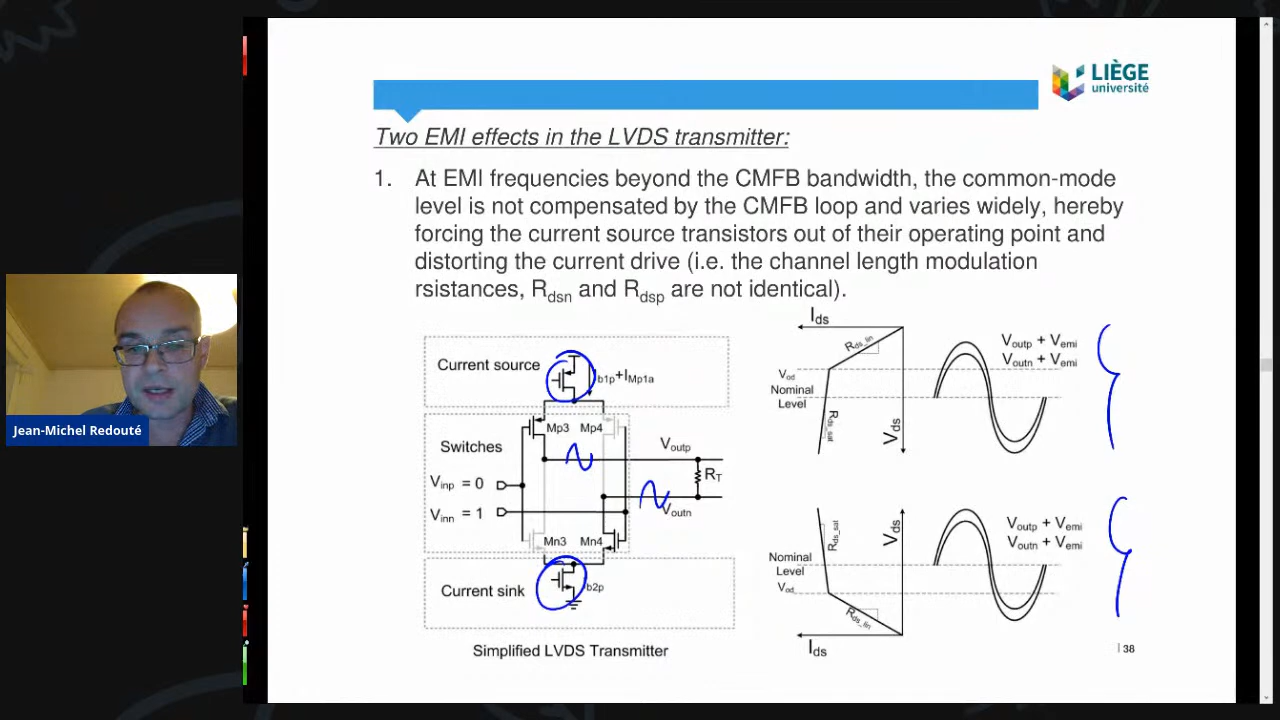 LIÈGE
université
Two EMI effects in the LVDS transmitter:
1. At EMI frequencies beyond the CMFB bandwidth, the common-mode
level is not compensated by the CMFB loop and varies widely, hereby
forcing the current source transistors out of their operating point and
distorting the current drive (i.e. the channel length modulation
rsistances, Rdsn and Rdsp are not identical).
Current source
b1p+IMp1a
Mp3 Mp4
Switches
Voutp
RT
Vinp = 0
Vinn = 1
Voutn
Mn3 Mn4
Current sink
b2p
Simplified LVDS Transmitter
Ids
Rds_lin
Vod
Nominal
Level
Rds_sat
Vds
Voutp + Vemi
Voutn + Vemi
Rds_sat
Vds
Nominal
Level
Vod
Rds_lin
Ids
Voutp + Vemi
Voutn + Vemi
38
Jean-Michel Redouté